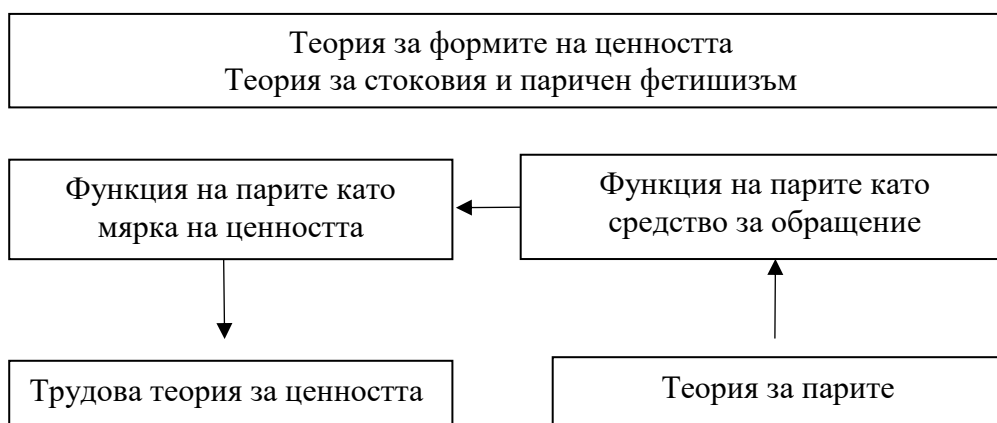 Теория за формите на ценността
Теория за стоковия и паричен фетишизъм
Функция на парите като
мярка на ценността
Функция на парите като
средство за обращение
Трудова теория за ценността
Теория за парите